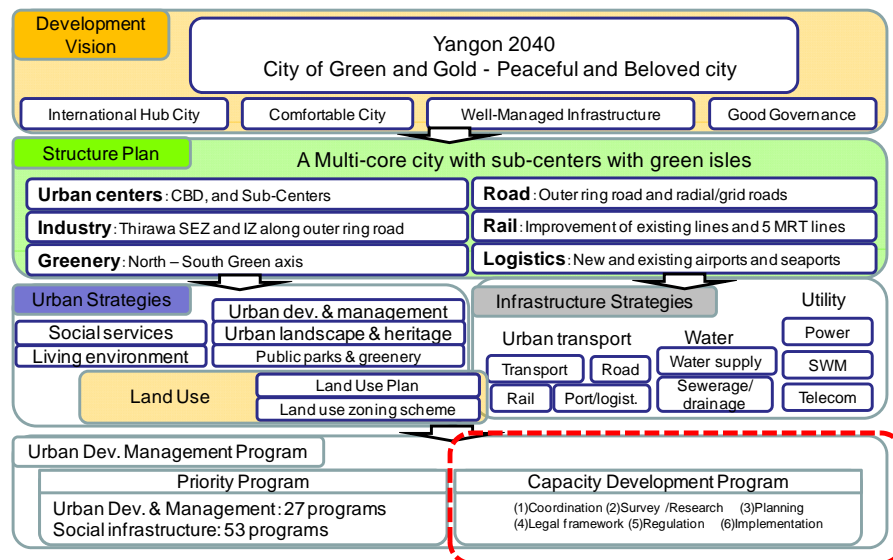 Development
Vision
Yangon 2040
City of Green and Gold - Peaceful and Beloved city
International Hub City
Comfortable City
Well-Managed Infrastructure
Good Governance
Structure Plan
A Multi-core city with sub-centers with green isles
Urban centers : CBD, and Sub-Centers
Industry : Thirawa SEZ and IZ along outer ring road
Greenery : North – South Green axis
Road : Outer ring road and radial/grid roads
Rail : Improvement of existing lines and 5 MRT lines
Logistics : New and existing airports and seaports
Urban Strategies
Social services
Living environment
Urban dev. & management
Urban landscape & heritage
Public parks & greenery
Land Use
Land Use Plan
Land use zoning scheme
Infrastructure Strategies
Urban transport
Transport
Road
Rail
Port/logist.
Water
Water supply
Sewerage/
drainage
Utility
Power
SWM
Telecom
Urban Dev. Management Program
Priority Program
Urban Dev. & Management: 27 programs
Social infrastructure: 53 programs
Capacity Development Program
(1)Coordination (2)Survey /Research (3)Planning
(4)Legal framework (5)Regulation (6)Implementation